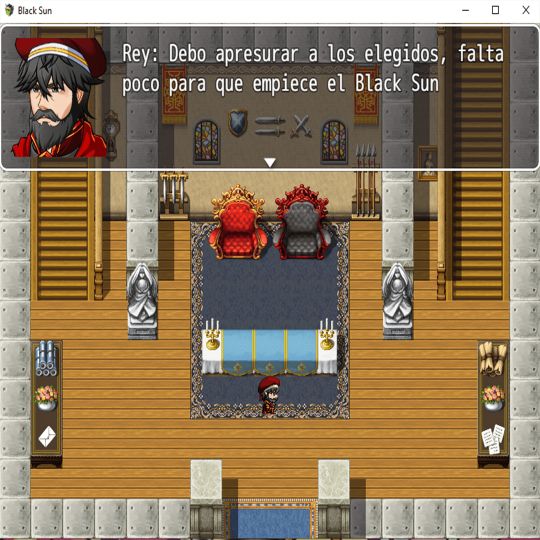 Black Sun
Rey: Debo apresurar a los elegidos, falta
poco para que empiece el Black Sun